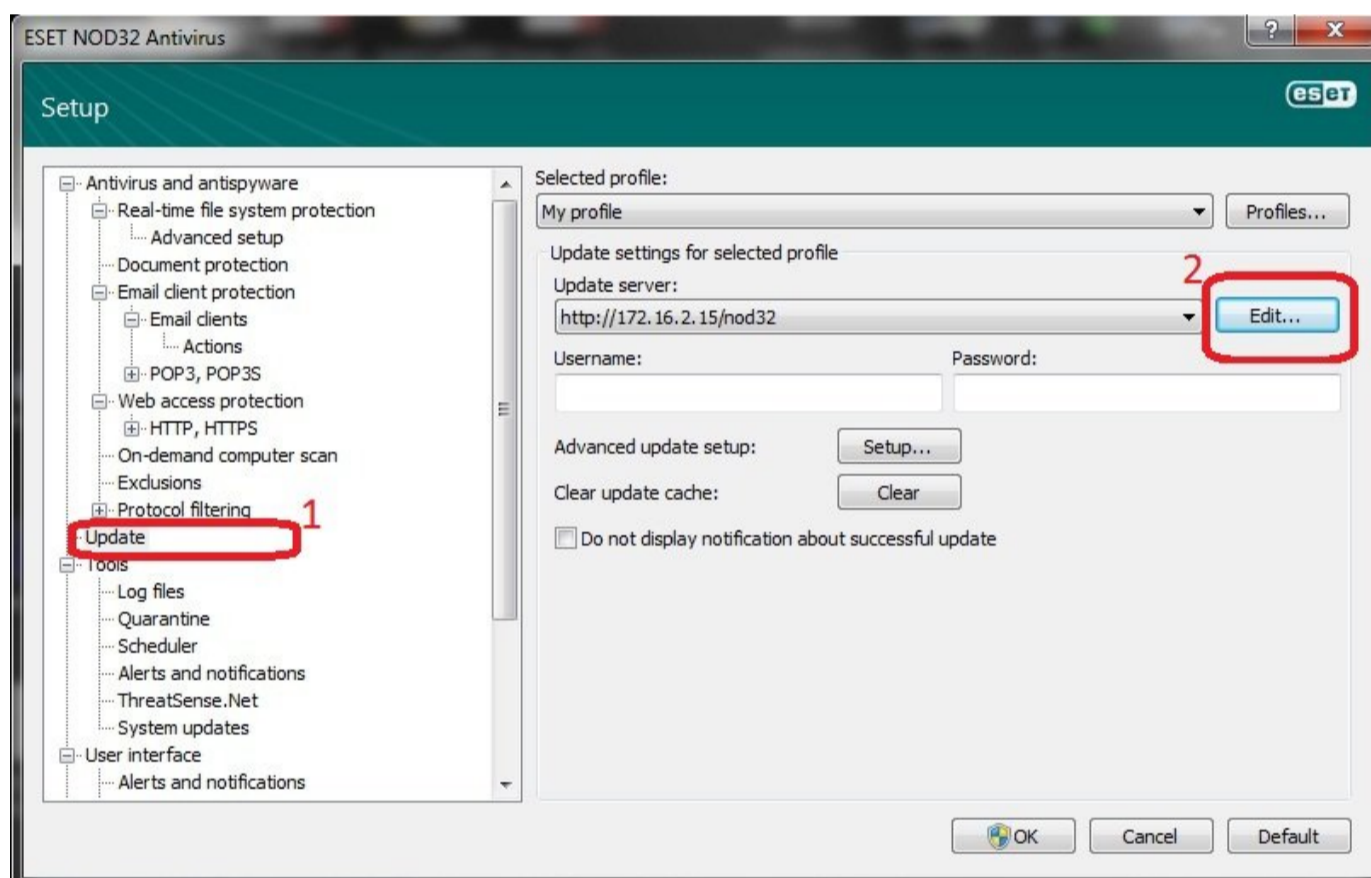 ESET NOD32 Antivirus
?
X
Setup
eset
Antivirus and antispyware
Real-time file system protection
Advanced setup
Document protection
Email client protection
Email clients
Actions
POP3, POP3S
Web access protection
HTTP, HTTPS
On-demand computer scan
Exclusions
Protocol filtering
1
Update
Tools
Log files
Quarantine
Scheduler
Alerts and notifications
ThreatSense.Net
System updates
User interface
Alerts and notifications
Selected profile:
My profile
Profiles...
Update settings for selected profile
2
Update server:
http://172.16.2.15/nod32
Edit...
Username:
Password:
Advanced update setup:
Setup...
Clear update cache:
Clear
Do not display notification about successful update
OK
Cancel
Default